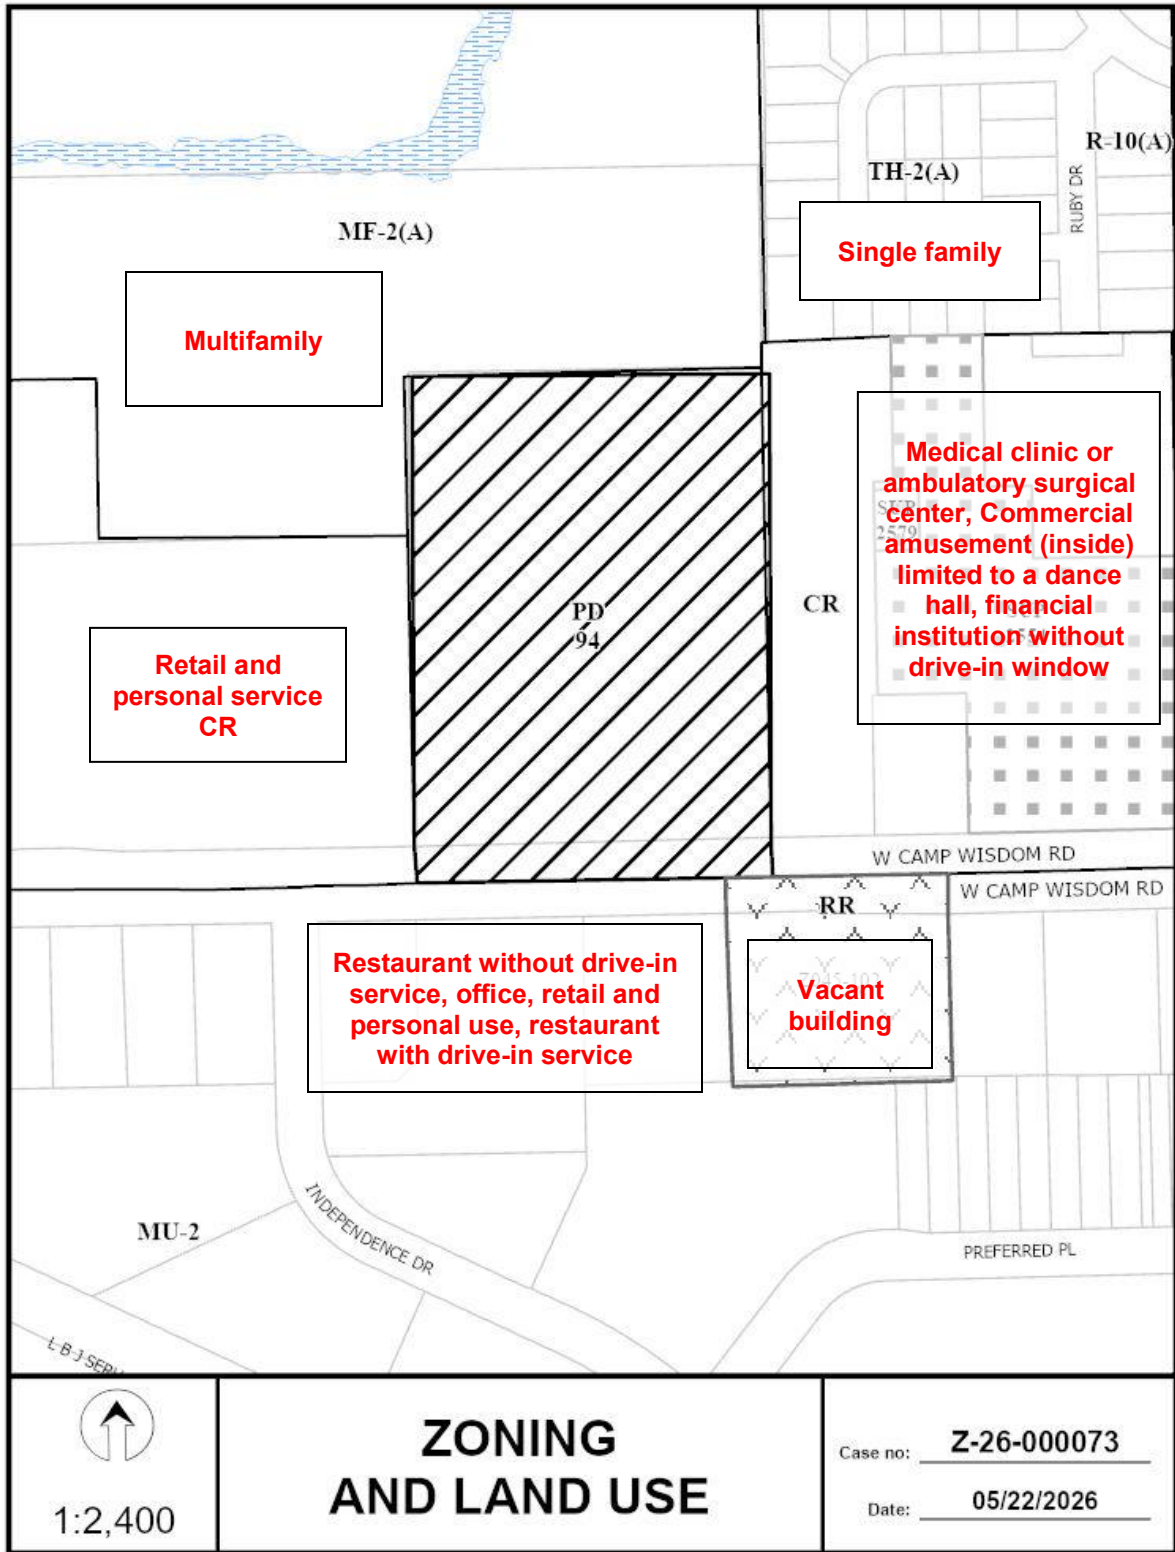 R-10(A)
TH-2(A)
RUBY DR
MF-2(A)
Single family
Multifamily
Medical clinic or
ambulatory surgical
center, Commercial
amusement (inside)
limited to a dance
hall, financial
institution without
drive-in window
SUP
2579
CR
PD
94
Retail and
personal service
CR
W CAMP WISDOM RD
W CAMP WISDOM RD
RR
Restaurant without drive-in
service, office, retail and
personal use, restaurant
with drive-in service
Vacant
building
INDEPENDENCE DR
MU-2
PREFERRED PL
L B J SERV
1:2,400
ZONING
AND LAND USE
Case no: Z-26-000073
Date: 05/22/2026